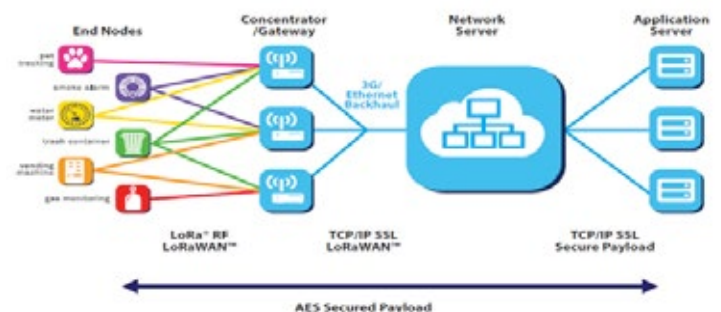 End Nodes
Concentrator
/Gateway
Network
Server
Application
Server
pet
tracking
smoke alarm
water
meter
trash container
vending
machine
gas monitoring
3G/
Ethernet
Backhaul
LoRa® RF
LoRaWAN™
TCP/IP SSL
LoRaWAN™
TCP/IP SSL
Secure Payload
AES Secured Payload